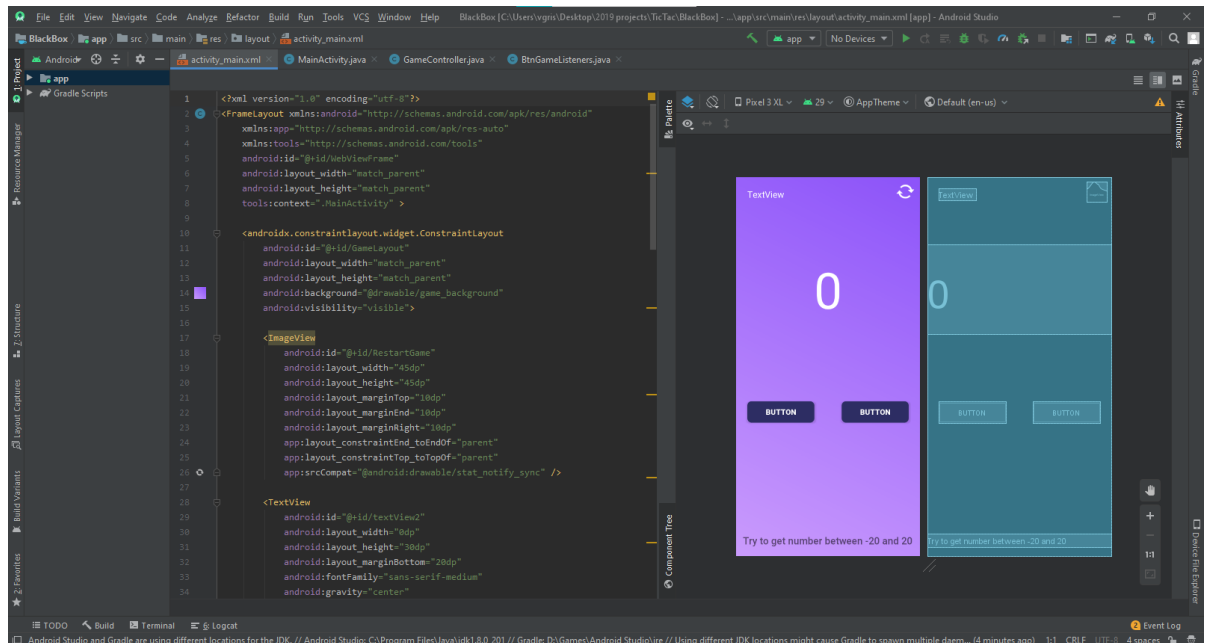 File Edit View Navigate Code Analyze Refactor Build Run Tools VCS Window Help BlackBox [C:\Users\vgris\Desktop\2019 projects\TicTac\BlackBox] - ...\app\src\main\res\layout\activity_main.xml [app] - Android Studio
BlackBox app src main res layout activity_main.xml app No Devices
Android activity_main.xml MainActivity.java GameController.java BtnGameListeners.java
app
Gradle Scripts
1: Project
Resource Manager
Z: Structure
Layout Captures
Build Variants
2: Favorites
1 <?xml version="1.0" encoding="utf-8"?>
2 <FrameLayout xmlns:android="http://schemas.android.com/apk/res/android"
3 xmlns:app="http://schemas.android.com/apk/res-auto"
4 xmlns:tools="http://schemas.android.com/tools"
5 android:id="@+id/WebViewFrame"
6 android:layout_width="match_parent"
7 android:layout_height="match_parent"
8 tools:context=".MainActivity" >
9
10 <androidx.constraintlayout.widget.ConstraintLayout
11 android:id="@+id/GameLayout"
12 android:layout_width="match_parent"
13 android:layout_height="match_parent"
14 android:background="@drawable/game_background"
15 android:visibility="visible">
16
17 <ImageView
18 android:id="@+id/RestartGame"
19 android:layout_width="45dp"
20 android:layout_height="45dp"
21 android:layout_marginTop="10dp"
22 android:layout_marginEnd="10dp"
23 android:layout_marginRight="10dp"
24 app:layout_constraintEnd_toEndOf="parent"
25 app:layout_constraintTop_toTopOf="parent"
26 app:srcCompat="@android:drawable/stat_notify_sync" />
27
28 <TextView
29 android:id="@+id/textView2"
30 android:layout_width="0dp"
31 android:layout_height="30dp"
32 android:layout_marginBottom="20dp"
33 android:fontFamily="sans-serif-medium"
34 android:gravity="center"
Palette
Component Tree
Pixel 3 XL 29 AppTheme Default (en-us)
TextView
0
BUTTON BUTTON
Try to get number between -20 and 20
TextView
0
BUTTON BUTTON
Try to get number between -20 and 20
1:1
Gradle
Attributes
Device File Explorer
TODO Build Terminal 6: Logcat 2 Event Log
Android Studio and Gradle are using different locations for the JDK. // Android Studio: C:\Program Files\Java\jdk1.8.0_201 // Gradle: D:\Games\Android Studio\jre // Using different JDK locations might cause Gradle to spawn multiple daem... (4 minutes ago) 1:1 CRLF UTF-8 4 spaces